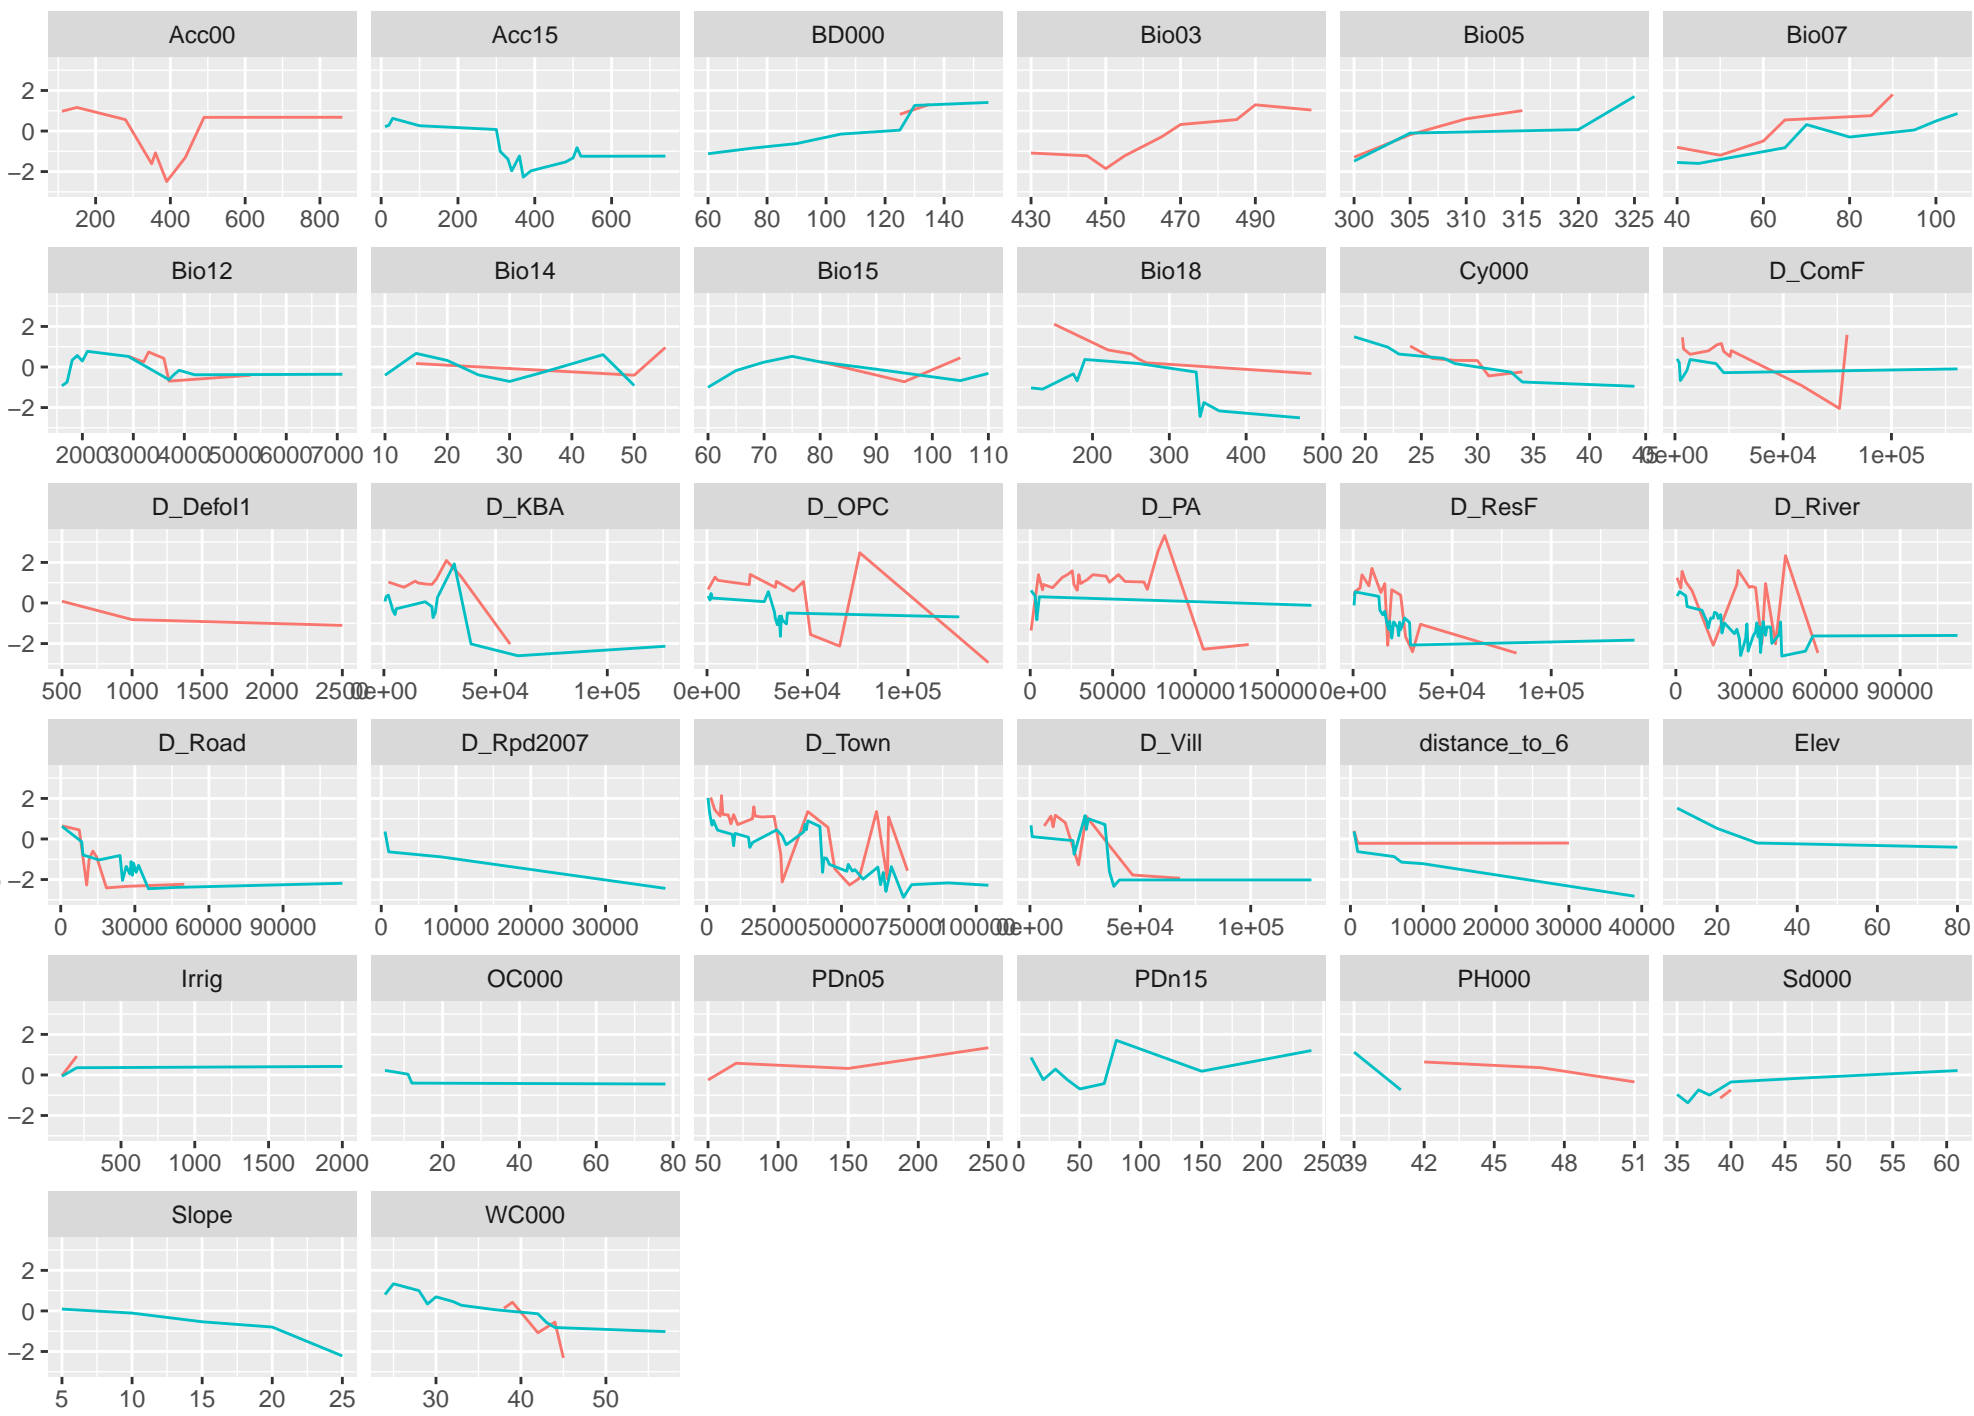 Acc00 Acc15 BD000 Bio03 Bio05 Bio07
2
0
−2
200 400 600 800 0 200 400 600 60 80 100 120 140 430 450 470 490 300 305 310 315 320 325 40 60 80 100
Bio12 Bio14 Bio15 Bio18 Cy000 D_ComF
2
0
−2
2000 3000 4000 5000 6000 7000 10 20 30 40 50 60 70 80 90 100 110 200 300 400 500 20 25 30 35 40 45 0e+00 5e+04 1e+05
D_Defol1 D_KBA D_OPC D_PA D_ResF D_River
2
0
−2
500 1000 1500 2000 2500 0e+00 5e+04 1e+05 0e+00 5e+04 1e+05 0 50000 100000 150000 0e+00 5e+04 1e+05 0 30000 60000 90000
D_Road D_Rpd2007 D_Town D_Vill distance_to_6 Elev
2
0
−2
0 30000 60000 90000 0 10000 20000 30000 0 25000 50000 75000 100000 0e+00 5e+04 1e+05 0 10000 20000 30000 40000 20 40 60 80
Irrig OC000 PDn05 PDn15 PH000 Sd000
2
0
−2
500 1000 1500 2000 20 40 60 80 50 100 150 200 250 0 50 100 150 200 250 39 42 45 48 51 35 40 45 50 55 60
Slope WC000
2
0
−2
5 10 15 20 25 30 40 50